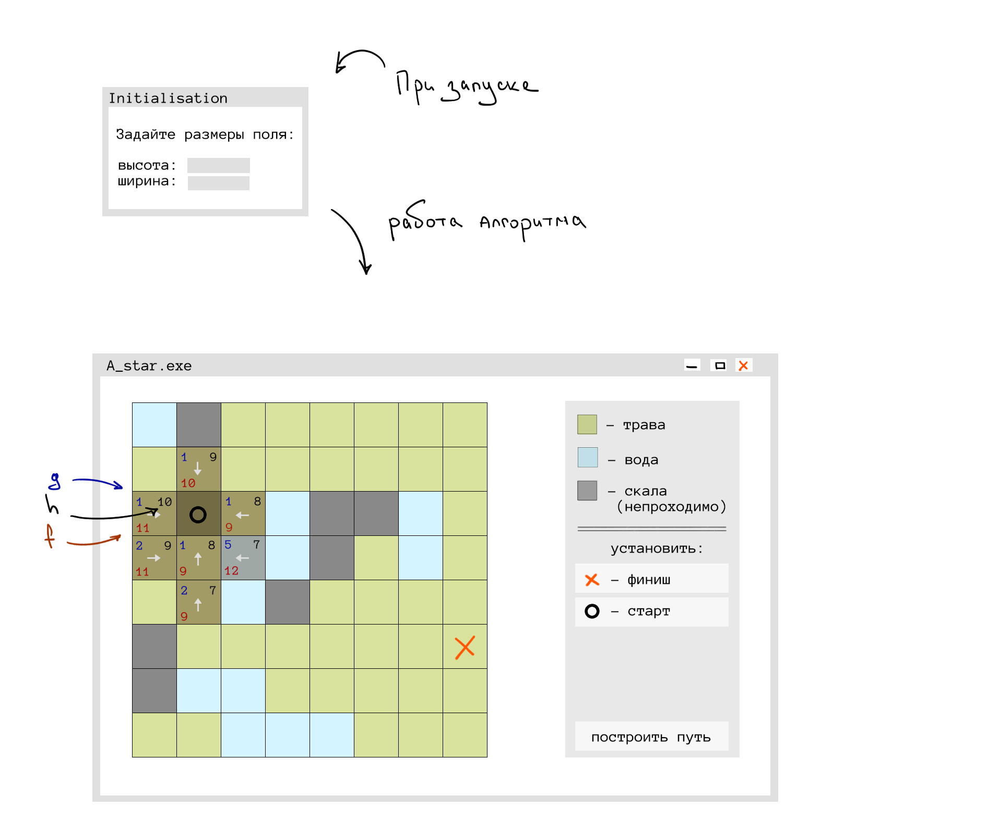 При запуске
Initialisation
Задайте размеры поля:
высота:
ширина:
работа Алгоритма
A_star.exe
– трава
– вода
– скала
(непроходимо)
установить:
– финиш
– старт
построить путь
g
h
f
1 9
10
1 10
11
1 8
9
2 9
11
1 8
9
5 7
12
2 7
9